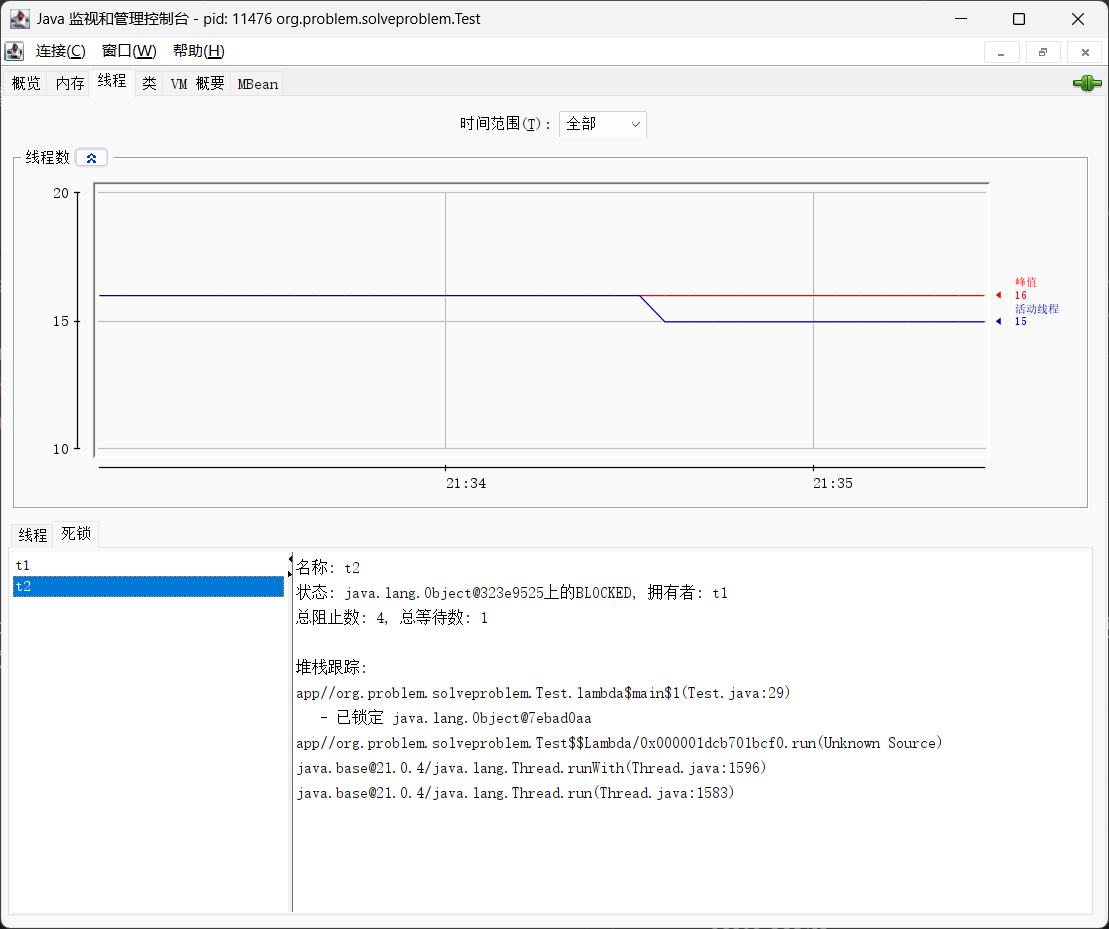 Java 监视和管理控制台 - pid: 11476 org.problem.solveproblem.Test
连接(C) 窗口(W) 帮助(H)
概览 内存 线程 类 VM 概要 MBean
时间范围(T): 全部
线程数
20
15
10
峰值
16
活动线程
15
21:34 21:35
线程 死锁
t1
t2
名称: t2
状态: java.lang.Object@323e9525上的BLOCKED, 拥有者: t1
总阻止数: 4, 总等待数: 1
堆栈跟踪:
app//org.problem.solveproblem.Test.lambda$main$1(Test.java:29)
- 已锁定 java.lang.Object@7ebad0aa
app//org.problem.solveproblem.Test$$Lambda/0x000001dcb701bcf0.run(Unknown Source)
java.base@21.0.4/java.lang.Thread.runWith(Thread.java:1596)
java.base@21.0.4/java.lang.Thread.run(Thread.java:1583)